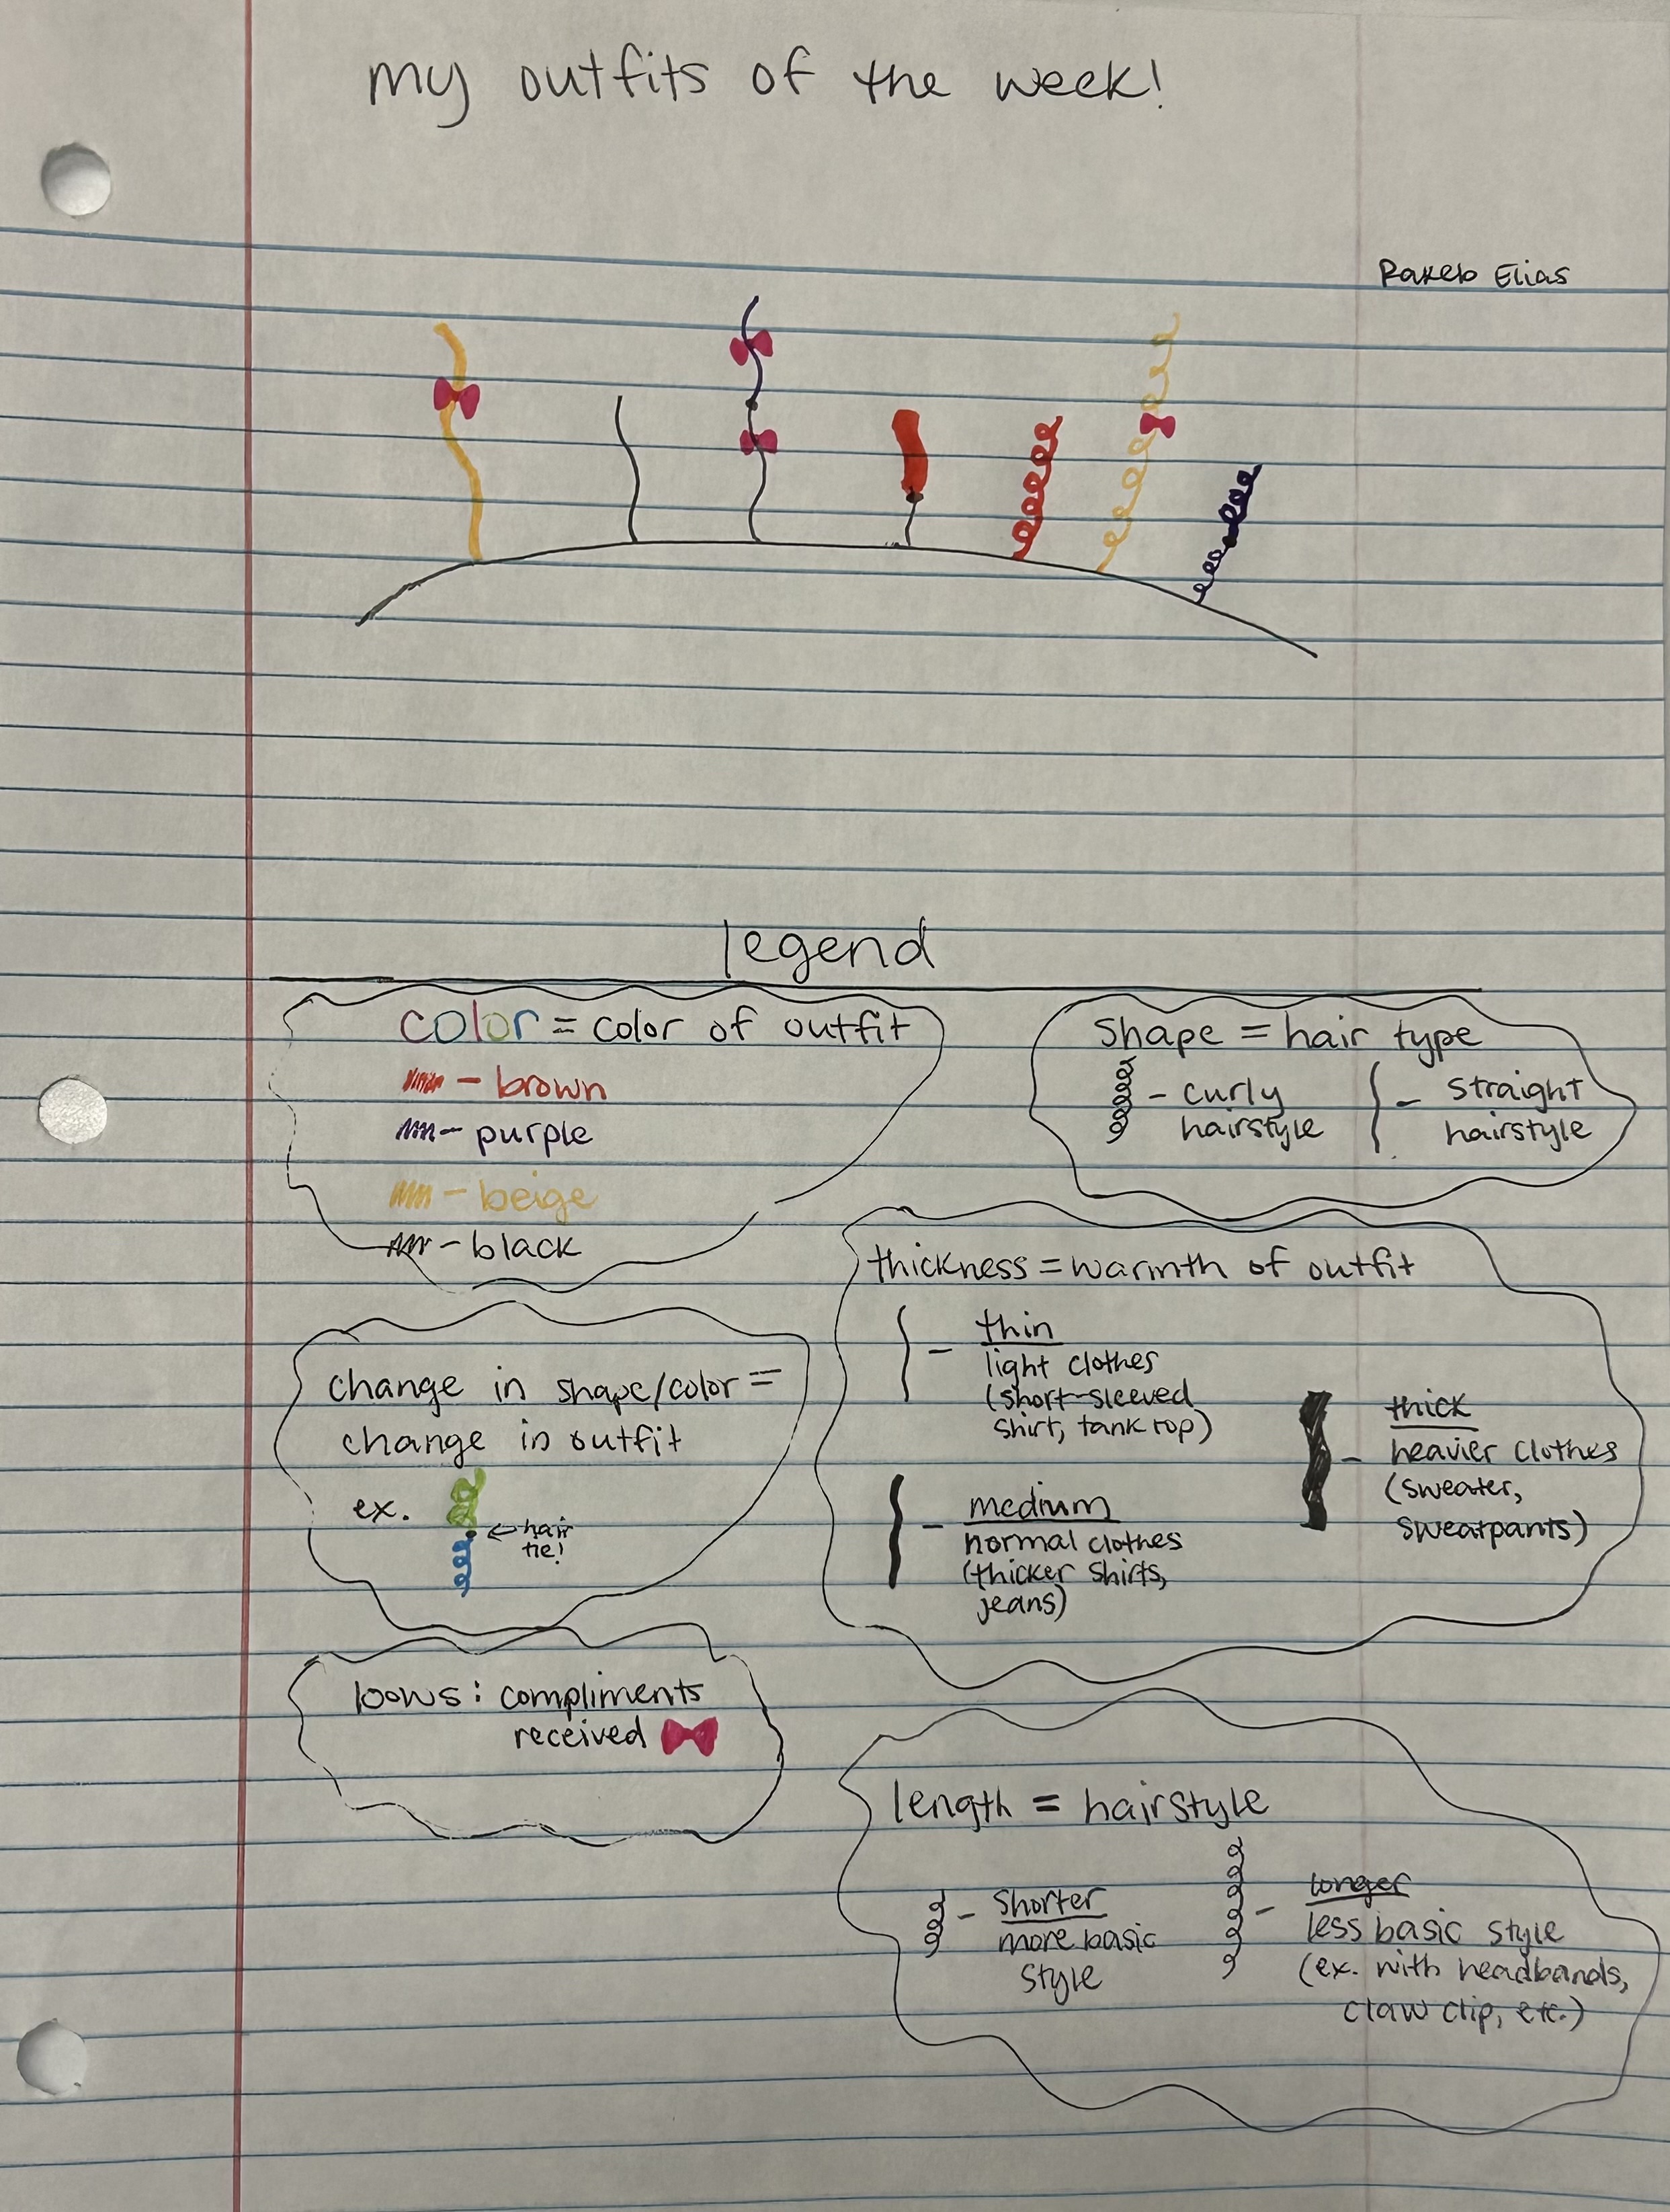 my outfits of the week!
Elias
legend
color = color of outfit
- brown
- purple
- beige
- black
shape = hair type
- curly
hairstyle
- straight
hairstyle
thickness = warmth of outfit
- thin
light clothes
(short-sleeved
shirt, tank top)
- medium
normal clothes
(thicker shirts,
jeans)
- thick
heavier clothes
(sweater,
sweatpants)
change in shape/color =
change in outfit
ex.
← hair
tie!
bows: compliments
received
length = hairstyle
- shorter
more basic
style
- longer
less basic style
(ex. with headbands,
claw clip, etc.)